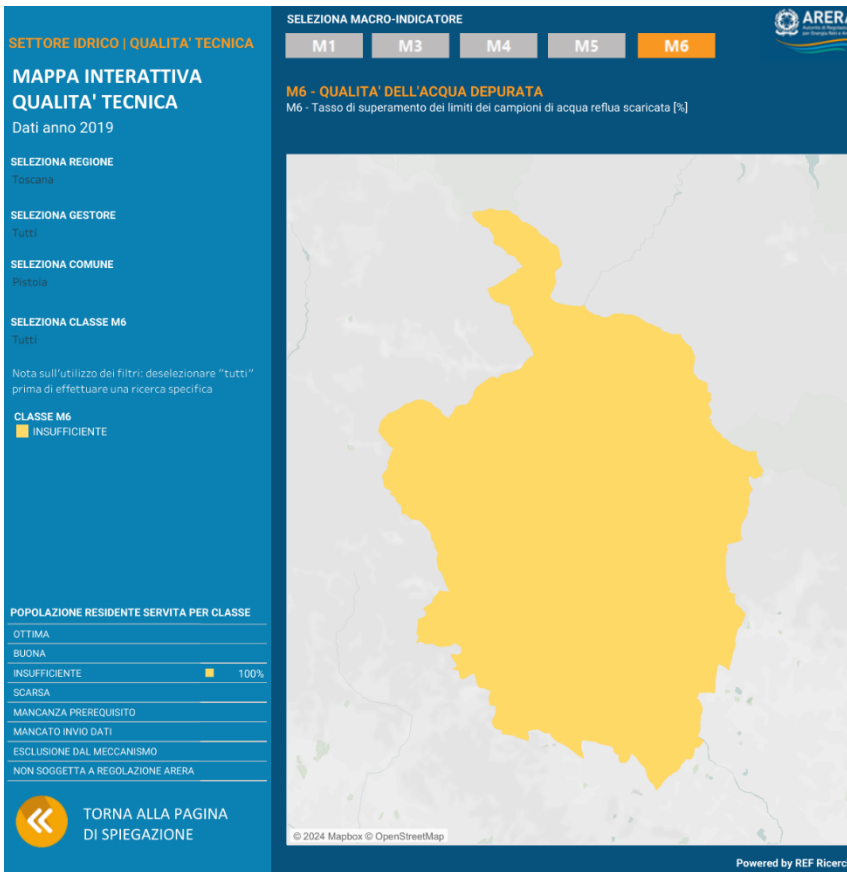 SETTORE IDRICO | QUALITA' TECNICA
MAPPA INTERATTIVA
QUALITA' TECNICA
Dati anno 2019
SELEZIONA REGIONE
Toscana
SELEZIONA GESTORE
Tutti
SELEZIONA COMUNE
Pistoia
SELEZIONA CLASSE M6
Tutti
Nota sull'utilizzo dei filtri: deselezionare "tutti"
prima di effettuare una ricerca specifica
CLASSE M6
INSUFFICIENTE
POPOLAZIONE RESIDENTE SERVITA PER CLASSE
OTTIMA
BUONA
INSUFFICIENTE 100%
SCARSA
MANCANZA PREREQUISITO
MANCATO INVIO DATI
ESCLUSIONE DAL MECCANISMO
NON SOGGETTA A REGOLAZIONE ARERA
TORNA ALLA PAGINA
DI SPIEGAZIONE
SELEZIONA MACRO-INDICATORE
M1 M3 M4 M5 M6
ARERA
M6 - QUALITA' DELL'ACQUA DEPURATA
M6 - Tasso di superamento dei limiti dei campioni di acqua reflua scaricata [%]
© 2024 Mapbox © OpenStreetMap
Powered by REF Ricerc